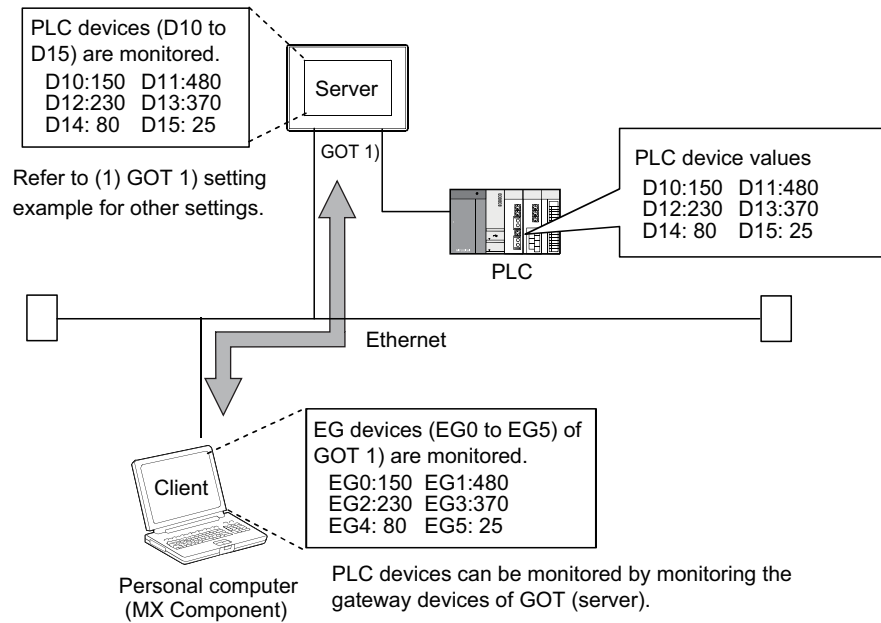 PLC devices (D10 to
D15) are monitored.
D10:150 D11:480
D12:230 D13:370
D14: 80 D15: 25
Server
GOT 1)
Refer to (1) GOT 1) setting
example for other settings.
PLC device values
D10:150 D11:480
D12:230 D13:370
D14: 80 D15: 25
PLC
Ethernet
EG devices (EG0 to EG5) of
GOT 1) are monitored.
EG0:150 EG1:480
EG2:230 EG3:370
EG4: 80 EG5: 25
Client
Personal computer
(MX Component)
PLC devices can be monitored by monitoring the
gateway devices of GOT (server).